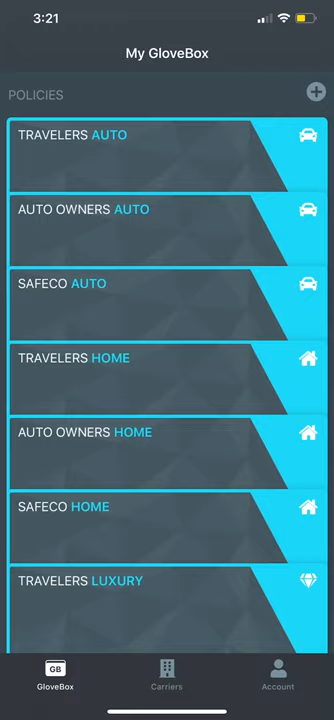 3:21
My GloveBox
POLICIES
TRAVELERS AUTO
AUTO OWNERS AUTO
SAFECO AUTO
TRAVELERS HOME
AUTO OWNERS HOME
SAFECO HOME
TRAVELERS LUXURY
GB
GloveBox
Carriers
Account